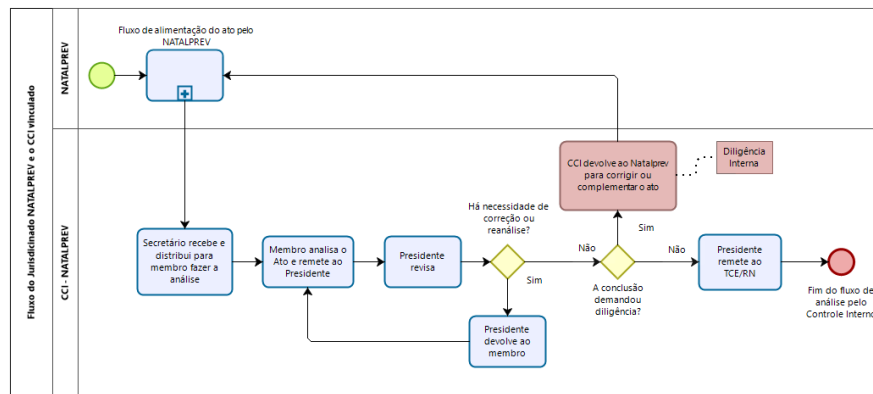 Fluxo do Jurisdicinado NATALPREV e o CCI vinculado
NATALPREV
Fluxo de alimentação do ato pelo
NATALPREV
CCI - NATALPREV
CCI devolve ao Natalprev
para corrigir ou
complementar o ato
Diligência
Interna
Há necessidade de
correção ou
reanálise?
Sim
Secretário recebe e
distribui para
membro fazer a
análise
Membro analisa o
Ato e remete ao
Presidente
Presidente
revisa
Não
Não
Presidente
remete ao
TCE/RN
Sim
A conclusão
demandou
diligência?
Fim do fluxo de
análise pelo
Controle Interno
Presidente
devolve ao
membro